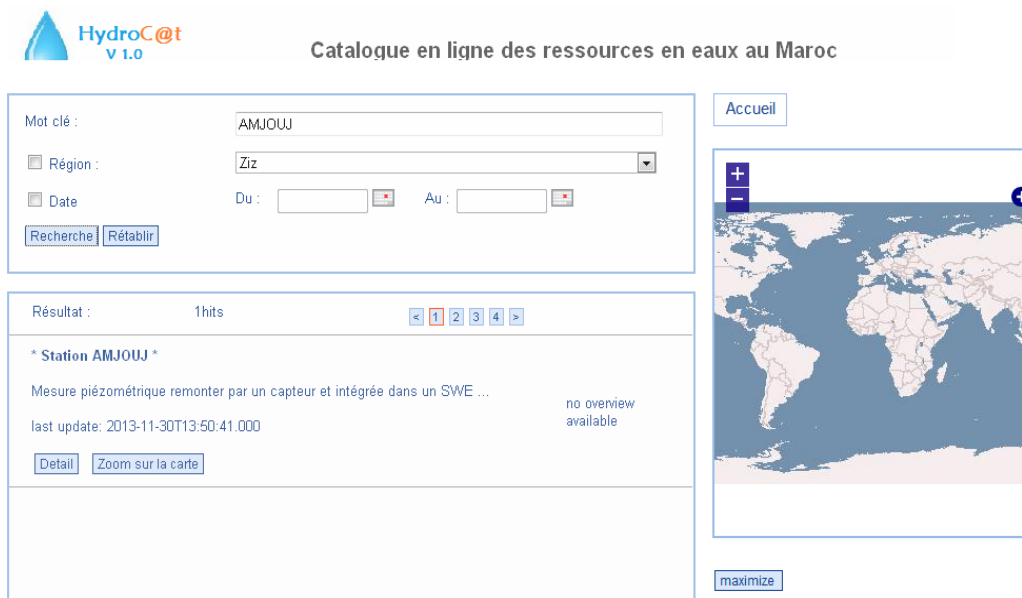 HydroC@t
V 1.0
Catalogue en ligne des ressources en eaux au Maroc
Mot clé :
AMJOUJ
Région :
Ziz
Date
Du :
Au :
Recherche
Rétablir
Résultat :
1hits
< 1 2 3 4 >
* Station AMJOUJ *
Mesure piézométrique remonter par un capteur et intégrée dans un SWE ...
last update: 2013-11-30T13:50:41.000
no overview
available
Detail
Zoom sur la carte
Accueil
+
−
maximize